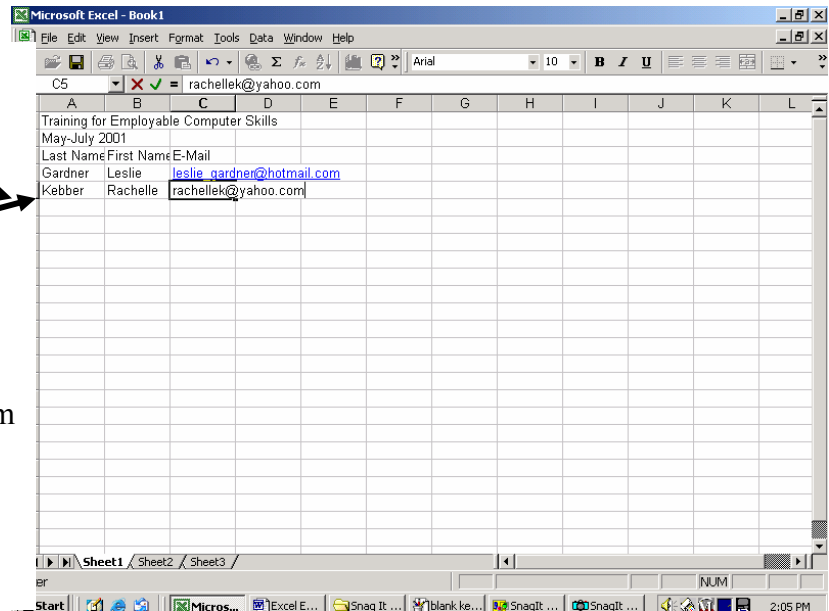 Microsoft Excel - Book1
File Edit View Insert Format Tools Data Window Help
Arial 10 B I U
C5 = rachellek@yahoo.com
A B C D E F G H I J K L
Training for Employable Computer Skills
May-July 2001
Last Name First Name E-Mail
Gardner Leslie leslie_gardner@hotmail.com
Kebber Rachelle rachellek@yahoo.com
m
Sheet1 Sheet2 Sheet3
er NUM
Start Micros... Excel E... Snag It ... blank ke... SnagIt ... SnagIt ... 2:05 PM